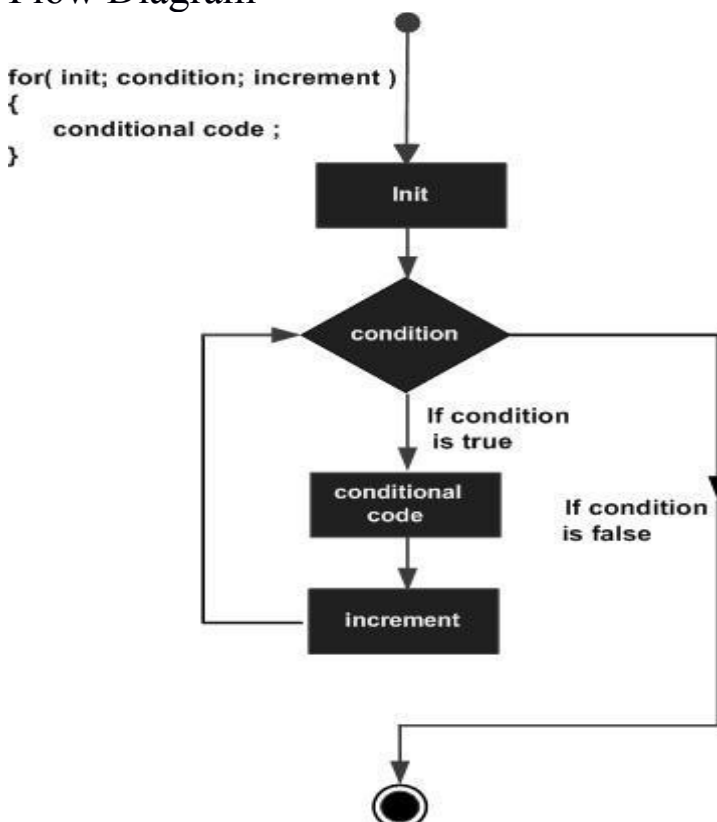 Flow Diagram
for( init; condition; increment )
{
conditional code ;
}
Init
condition
If condition
is true
conditional
code
If condition
is false
increment